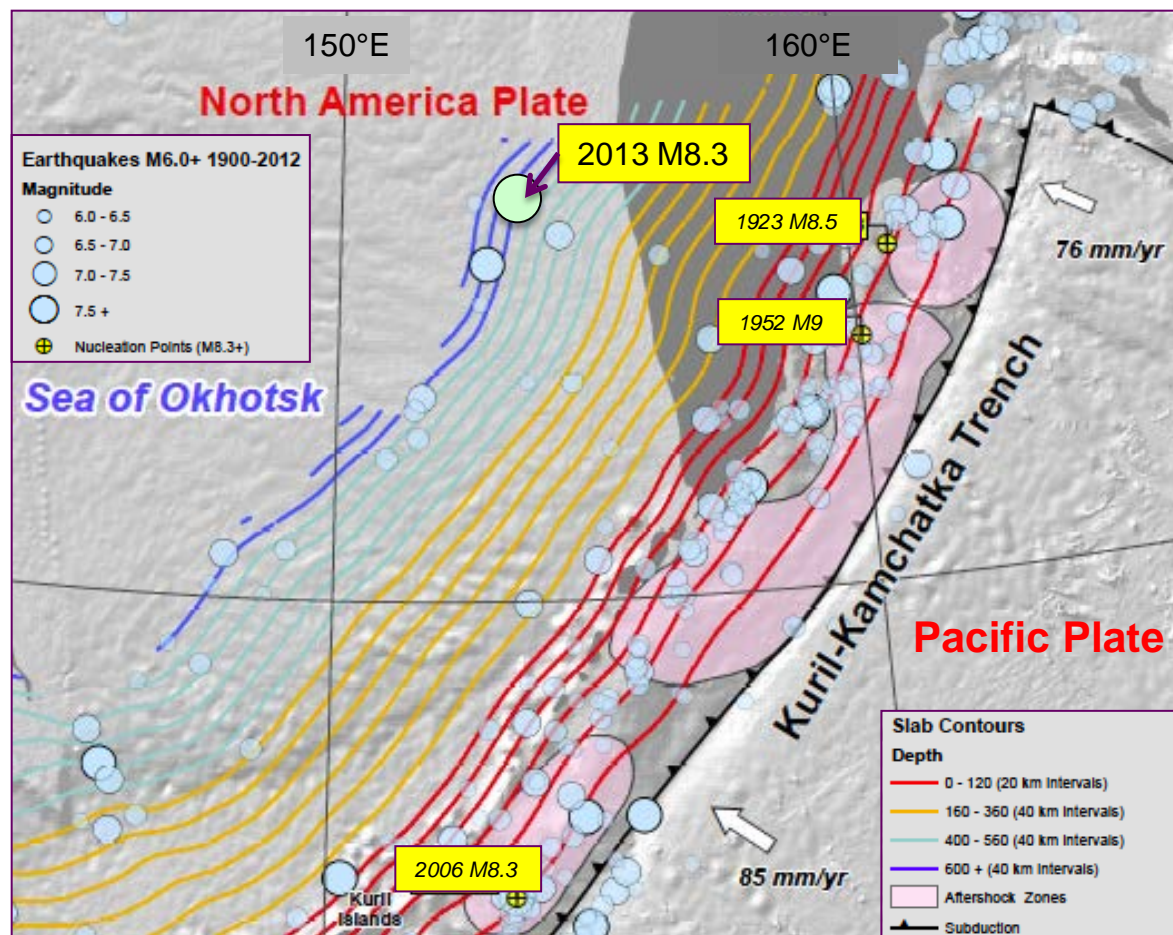 150°E
160°E
North America Plate
Earthquakes M6.0+ 1900-2012
Magnitude
6.0 - 6.5
6.5 - 7.0
7.0 - 7.5
7.5 +
Nucleation Points (M8.3+)
2013 M8.3
1923 M8.5
76 mm/yr
1952 M9
Sea of Okhotsk
Kuril-Kamchatka Trench
Pacific Plate
85 mm/yr
2006 M8.3
Kuril
Islands
Slab Contours
Depth
0 - 120 (20 km Intervals)
160 - 360 (40 km Intervals)
400 - 560 (40 km Intervals)
600 + (40 km Intervals)
Aftershock Zones
Subduction